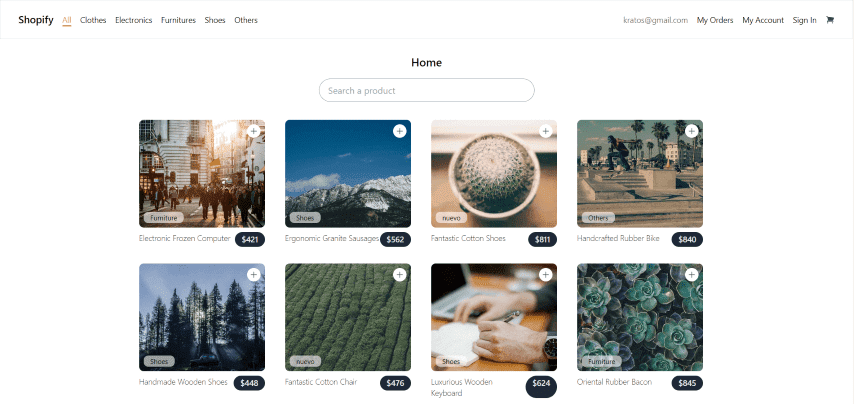 Shopify All Clothes Electronics Furnitures Shoes Others kratos@gmail.com My Orders My Account Sign In
Home
Search a product
Furniture
Shoes
nuevo
Others
Electronic Frozen Computer $421
Ergonomic Granite Sausages $562
Fantastic Cotton Shoes $811
Handcrafted Rubber Bike $840
Shoes
nuevo
Shoes
Furniture
Handmade Wooden Shoes $448
Fantastic Cotton Chair $476
Luxurious Wooden
Keyboard
$624
Oriental Rubber Bacon $845